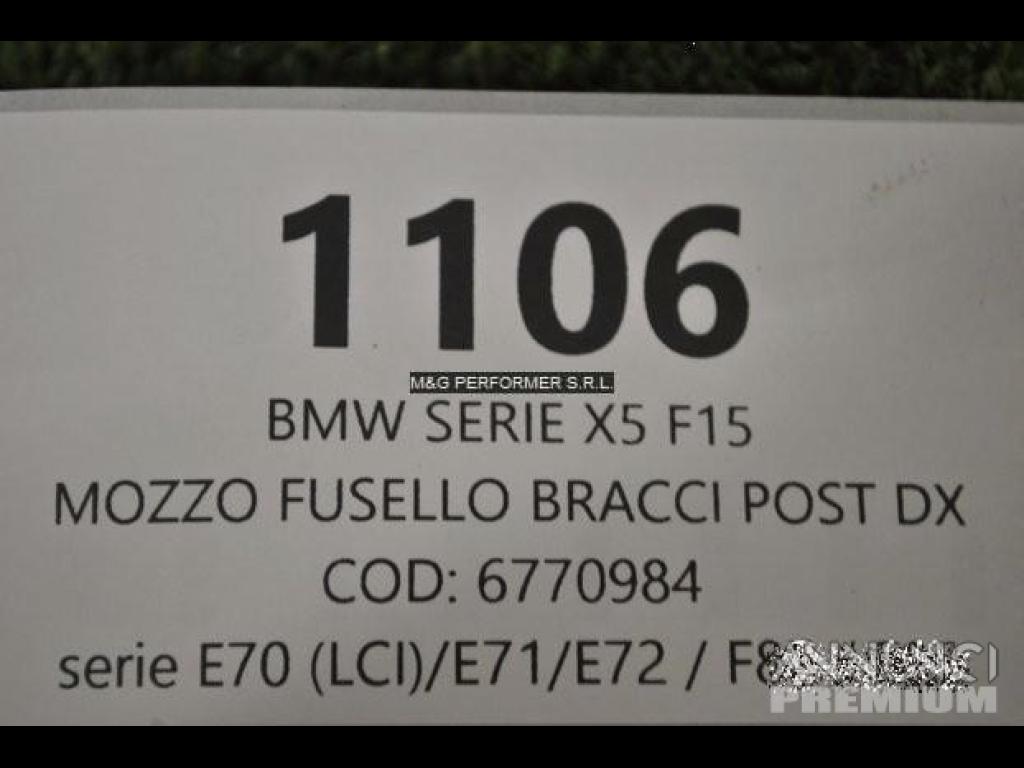 1106
M&G PERFORMER S.R.L.
BMW SERIE X5 F15
MOZZO FUSELLO BRACCI POST DX
COD: 6770984
serie E70 (LCI)/E71/E72 /
PREMIUM